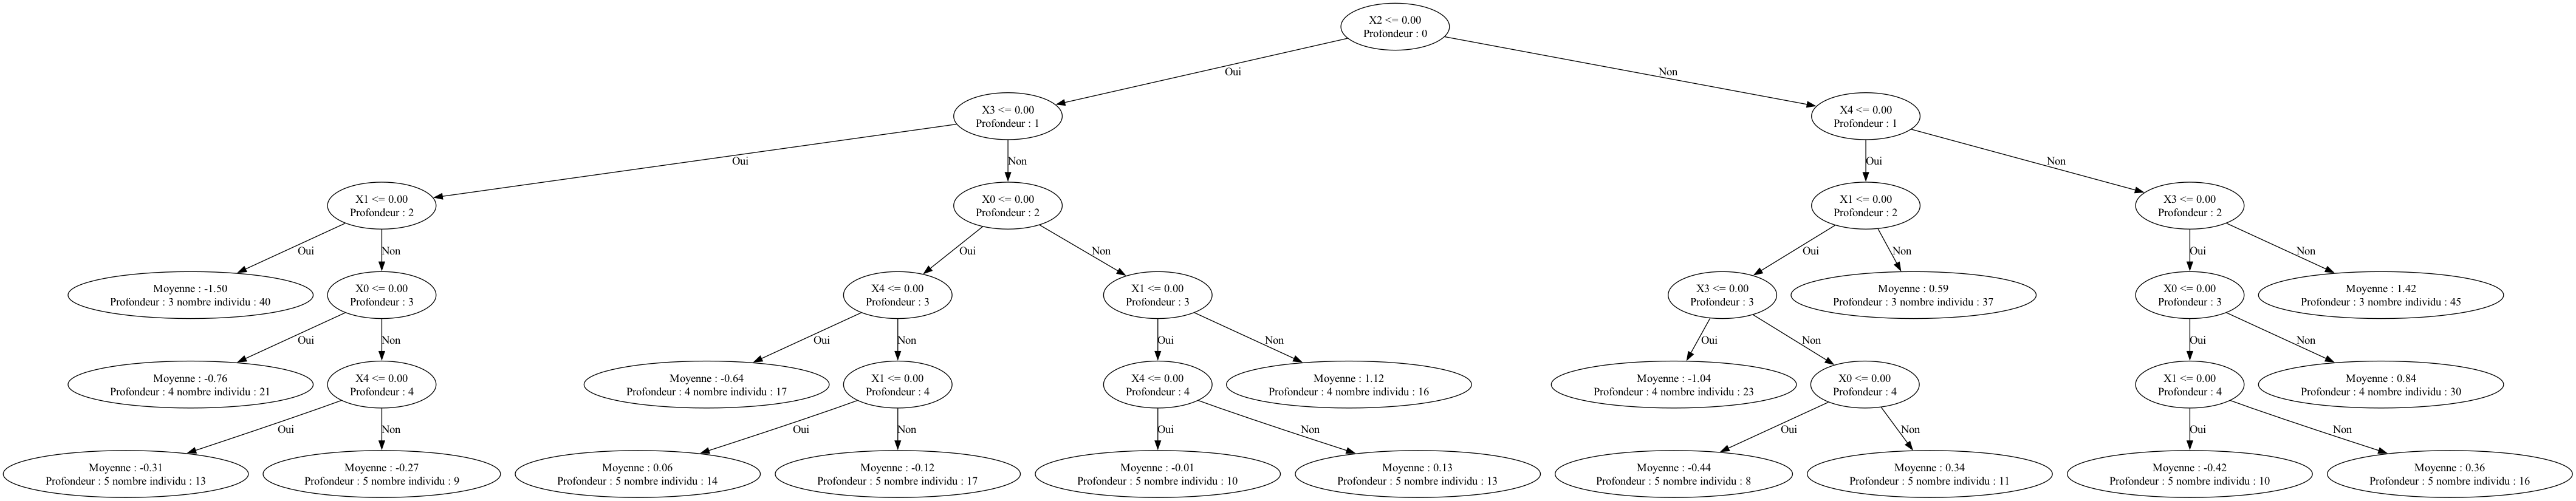 X2 <= 0.00
Profondeur : 0
Oui
Non
X3 <= 0.00
Profondeur : 1
X4 <= 0.00
Profondeur : 1
Oui
Non
Oui
Non
X1 <= 0.00
Profondeur : 2
X0 <= 0.00
Profondeur : 2
X1 <= 0.00
Profondeur : 2
X3 <= 0.00
Profondeur : 2
Oui
Non
Oui
Non
Oui
Non
Oui
Non
Moyenne : -1.50
Profondeur : 3 nombre individu : 40
X0 <= 0.00
Profondeur : 3
X4 <= 0.00
Profondeur : 3
X1 <= 0.00
Profondeur : 3
X3 <= 0.00
Profondeur : 3
Moyenne : 0.59
Profondeur : 3 nombre individu : 37
X0 <= 0.00
Profondeur : 3
Moyenne : 1.42
Profondeur : 3 nombre individu : 45
Oui
Non
Oui
Non
Oui
Non
Oui
Non
Oui
Non
Moyenne : -0.76
Profondeur : 4 nombre individu : 21
X4 <= 0.00
Profondeur : 4
Moyenne : -0.64
Profondeur : 4 nombre individu : 17
X1 <= 0.00
Profondeur : 4
X4 <= 0.00
Profondeur : 4
Moyenne : 1.12
Profondeur : 4 nombre individu : 16
Moyenne : -1.04
Profondeur : 4 nombre individu : 23
X0 <= 0.00
Profondeur : 4
X1 <= 0.00
Profondeur : 4
Moyenne : 0.84
Profondeur : 4 nombre individu : 30
Oui
Non
Oui
Non
Oui
Non
Oui
Non
Oui
Non
Moyenne : -0.31
Profondeur : 5 nombre individu : 13
Moyenne : -0.27
Profondeur : 5 nombre individu : 9
Moyenne : 0.06
Profondeur : 5 nombre individu : 14
Moyenne : -0.12
Profondeur : 5 nombre individu : 17
Moyenne : -0.01
Profondeur : 5 nombre individu : 10
Moyenne : 0.13
Profondeur : 5 nombre individu : 13
Moyenne : -0.44
Profondeur : 5 nombre individu : 8
Moyenne : 0.34
Profondeur : 5 nombre individu : 11
Moyenne : -0.42
Profondeur : 5 nombre individu : 10
Moyenne : 0.36
Profondeur : 5 nombre individu : 16